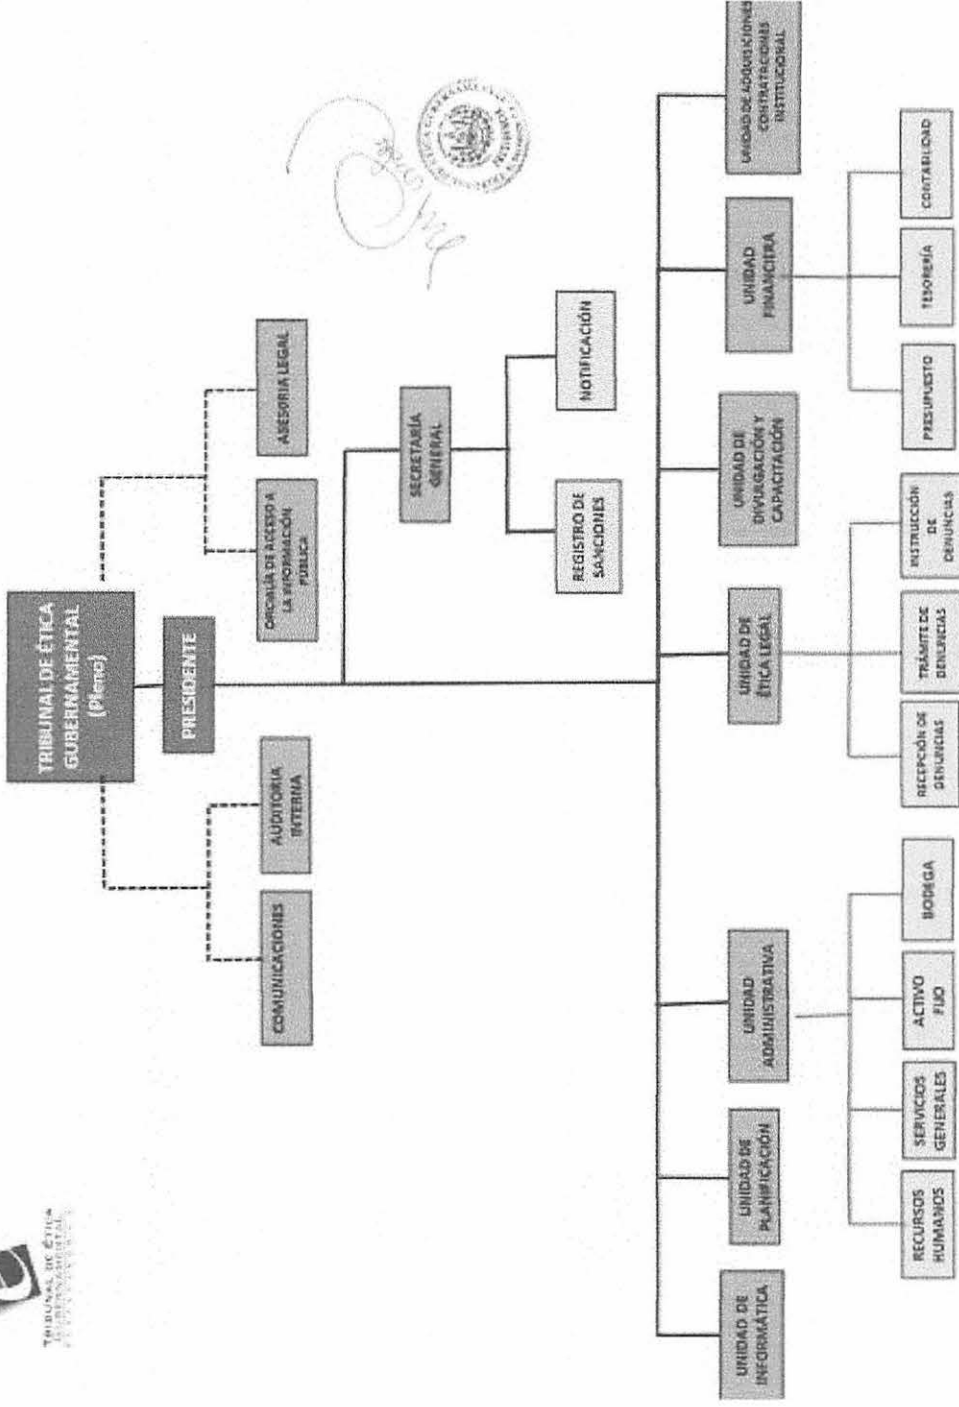 TRIBUNAL DE ÉTICA
GUBERNAMENTAL
TRIBUNAL DE ÉTICA
GUBERNAMENTAL
(Pleno)
PRESIDENTE
COMUNICACIONES
AUDITORIA
INTERNA
OFICIALÍA DE ACCESO A
LA INFORMACIÓN
PÚBLICA
ASESORIA LEGAL
SECRETARÍA
GENERAL
REGISTRO DE
SANCIONES
NOTIFICACIÓN
UNIDAD DE
INFORMÁTICA
UNIDAD DE
PLANIFICACIÓN
UNIDAD
ADMINISTRATIVA
UNIDAD DE
ÉTICA LEGAL
UNIDAD DE
DIVULGACIÓN Y
CAPACITACIÓN
UNIDAD
FINANCIERA
UNIDAD DE ADQUISICIONES
CONTRATACIONES
INSTITUCIONAL
RECURSOS
HUMANOS
SERVICIOS
GENERALES
ACTIVO
FIJO
BODEGA
RECEPCIÓN DE
DENUNCIAS
TRÁMITE DE
DENUNCIAS
INSTRUCCIÓN
DE
DENUNCIAS
PRESUPUESTO
TESORERÍA
CONTABILIDAD